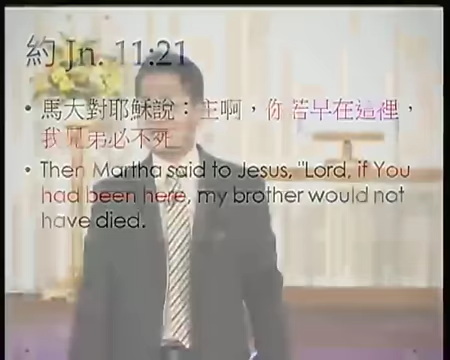 約 Jn. 11:21
• 馬大對耶穌說：主啊，你若早在這裡，
我兄弟必不死
• Then Martha said to Jesus, "Lord, if You
had been here, my brother would not
have died.